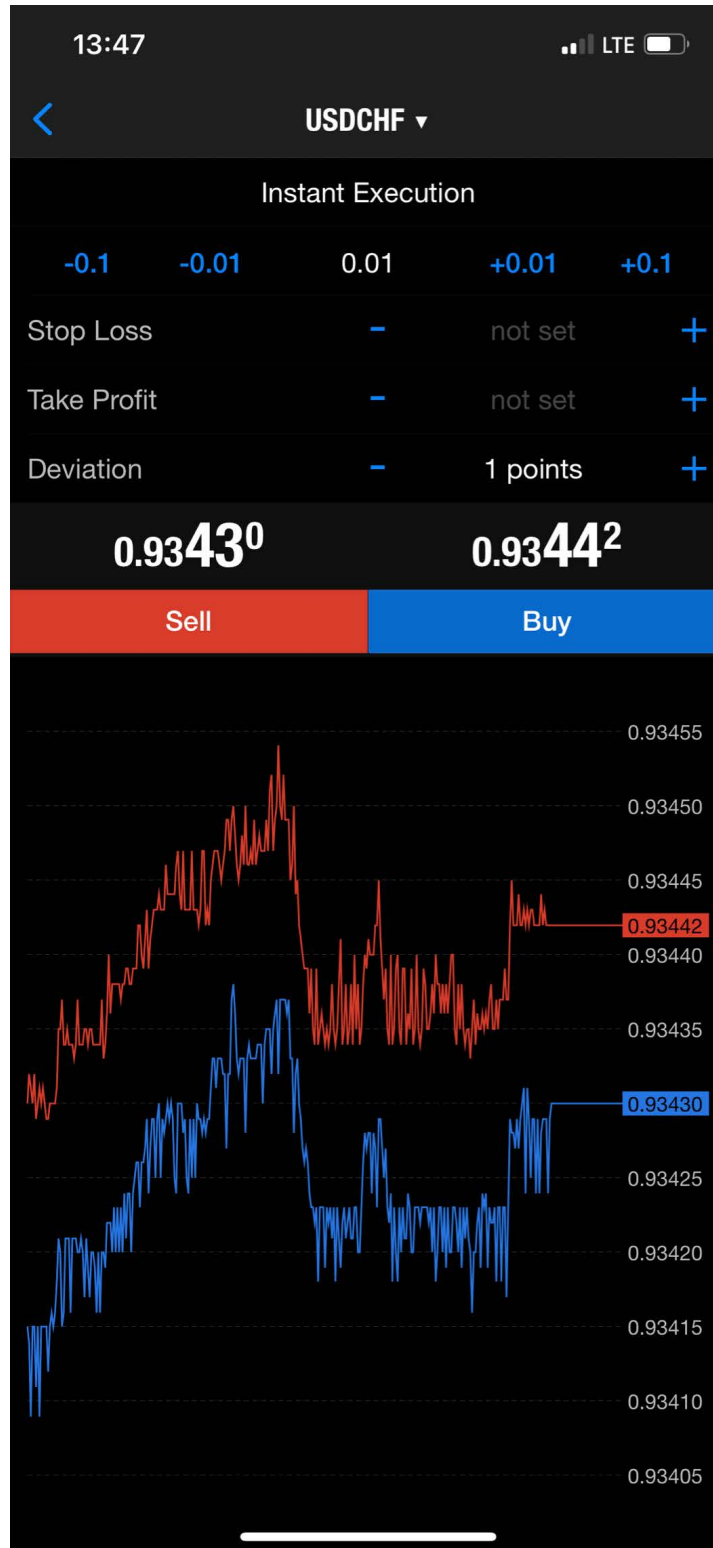 13:47 LTE
USDCHF ▾
Instant Execution
-0.1 -0.01 0.01 +0.01 +0.1
Stop Loss - not set +
Take Profit - not set +
Deviation - 1 points +
0.93430 0.93442
Sell Buy
0.93455
0.93450
0.93445
0.93442
0.93440
0.93435
0.93430
0.93425
0.93420
0.93415
0.93410
0.93405